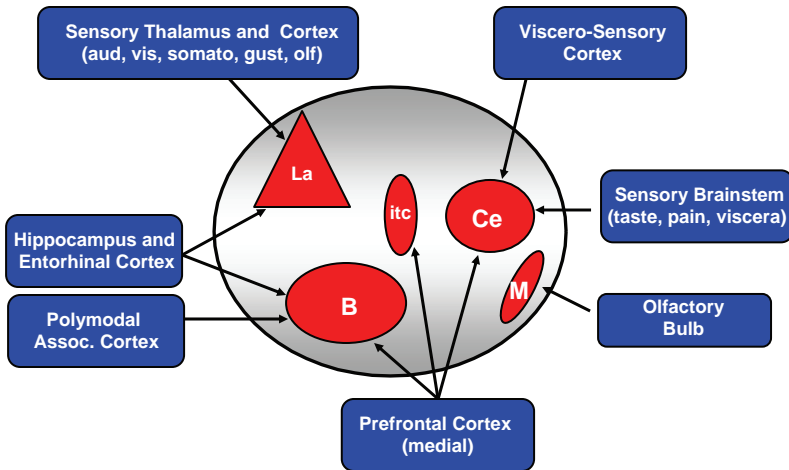 Sensory Thalamus and Cortex
(aud, vis, somato, gust, olf)
Viscero-Sensory
Cortex
La
itc
Ce
Sensory Brainstem
(taste, pain, viscera)
Hippocampus and
Entorhinal Cortex
M
B
Polymodal
Assoc. Cortex
Olfactory
Bulb
Prefrontal Cortex
(medial)